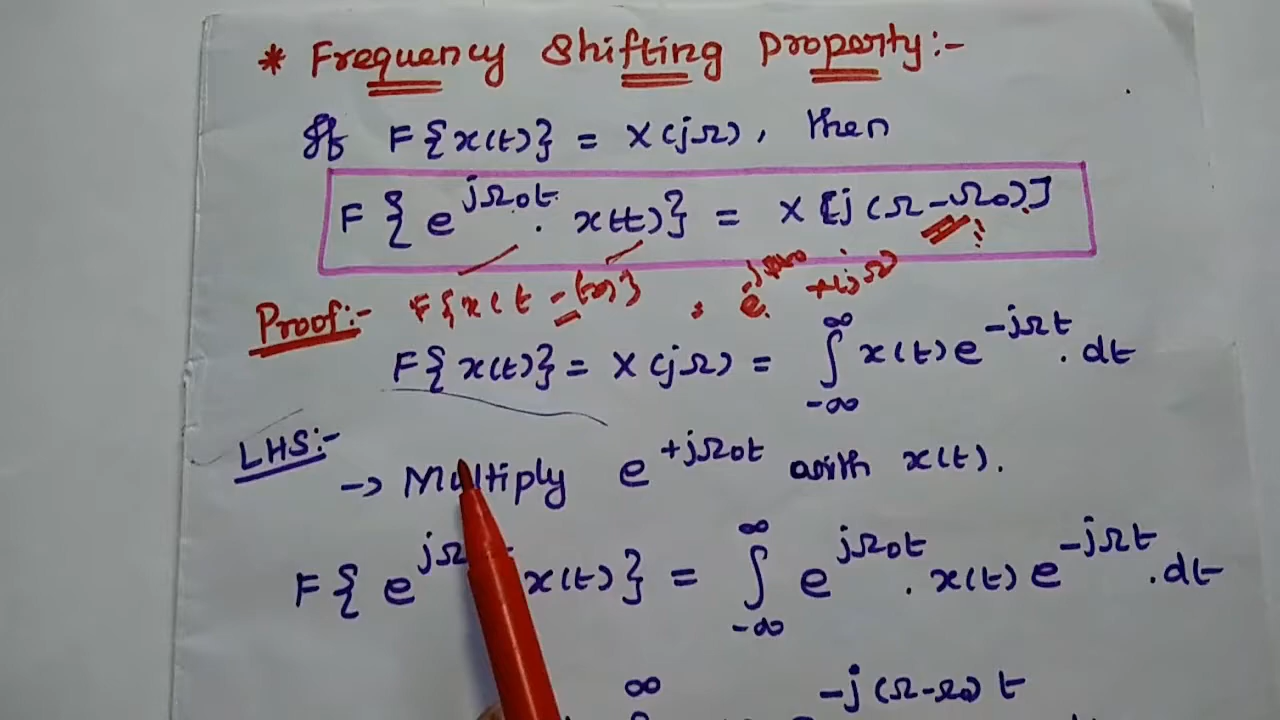 * Frequency Shifting Property:-
If F{x(t)} = X(jΩ), then
F{e^{jΩ₀t} . x(t)} = X[j(Ω-Ω₀)]
Proof:- F{x(t - t₀)}
F{x(t)} = X(jΩ) = ∫_{-∞}^{∞} x(t) e^{-jΩt} . dt
LHS:-
-> Multiply e^{+jΩ₀t} with x(t).
F{e^{jΩ} x(t)} = ∫_{-∞}^{∞} e^{jΩ₀t} . x(t) e^{-jΩt} . dt
∞ -j(Ω-Ω₀)t